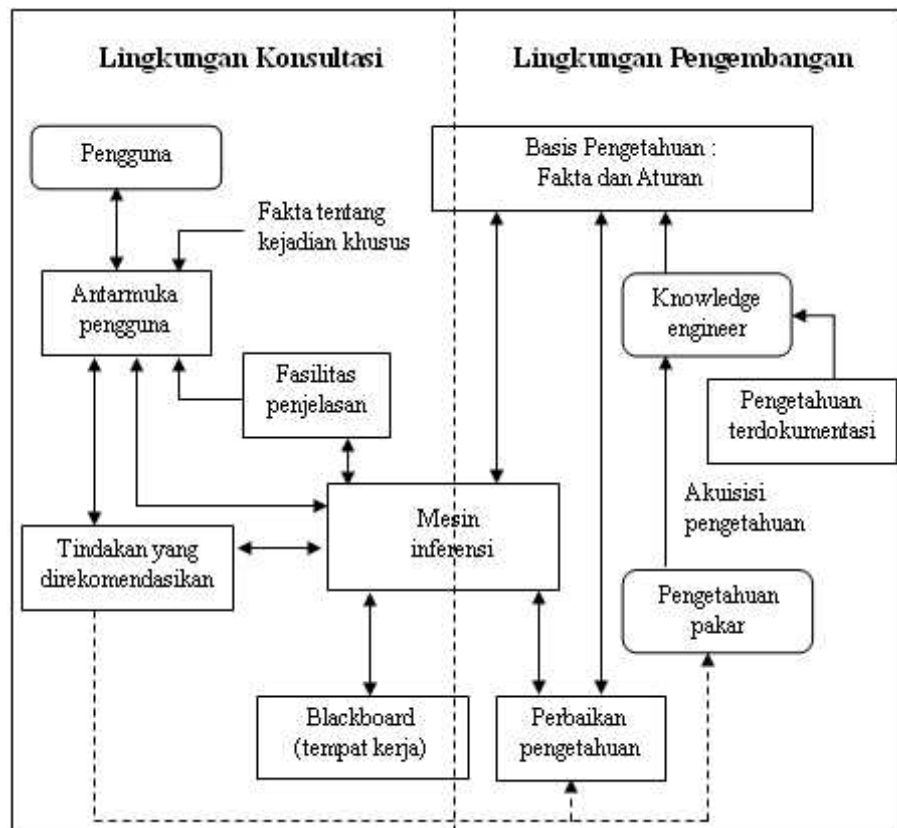 Lingkungan Konsultasi
Lingkungan Pengembangan
Pengguna
Basis Pengetahuan :
Fakta dan Aturan
Fakta tentang
kejadian khusus
Antarmuka
pengguna
Knowledge
engineer
Fasilitas
penjelasan
Pengetahuan
terdokumentasi
Akuisisi
pengetahuan
Mesin
inferensi
Tindakan yang
direkomendasikan
Pengetahuan
pakar
Blackboard
(tempat kerja)
Perbaikan
pengetahuan